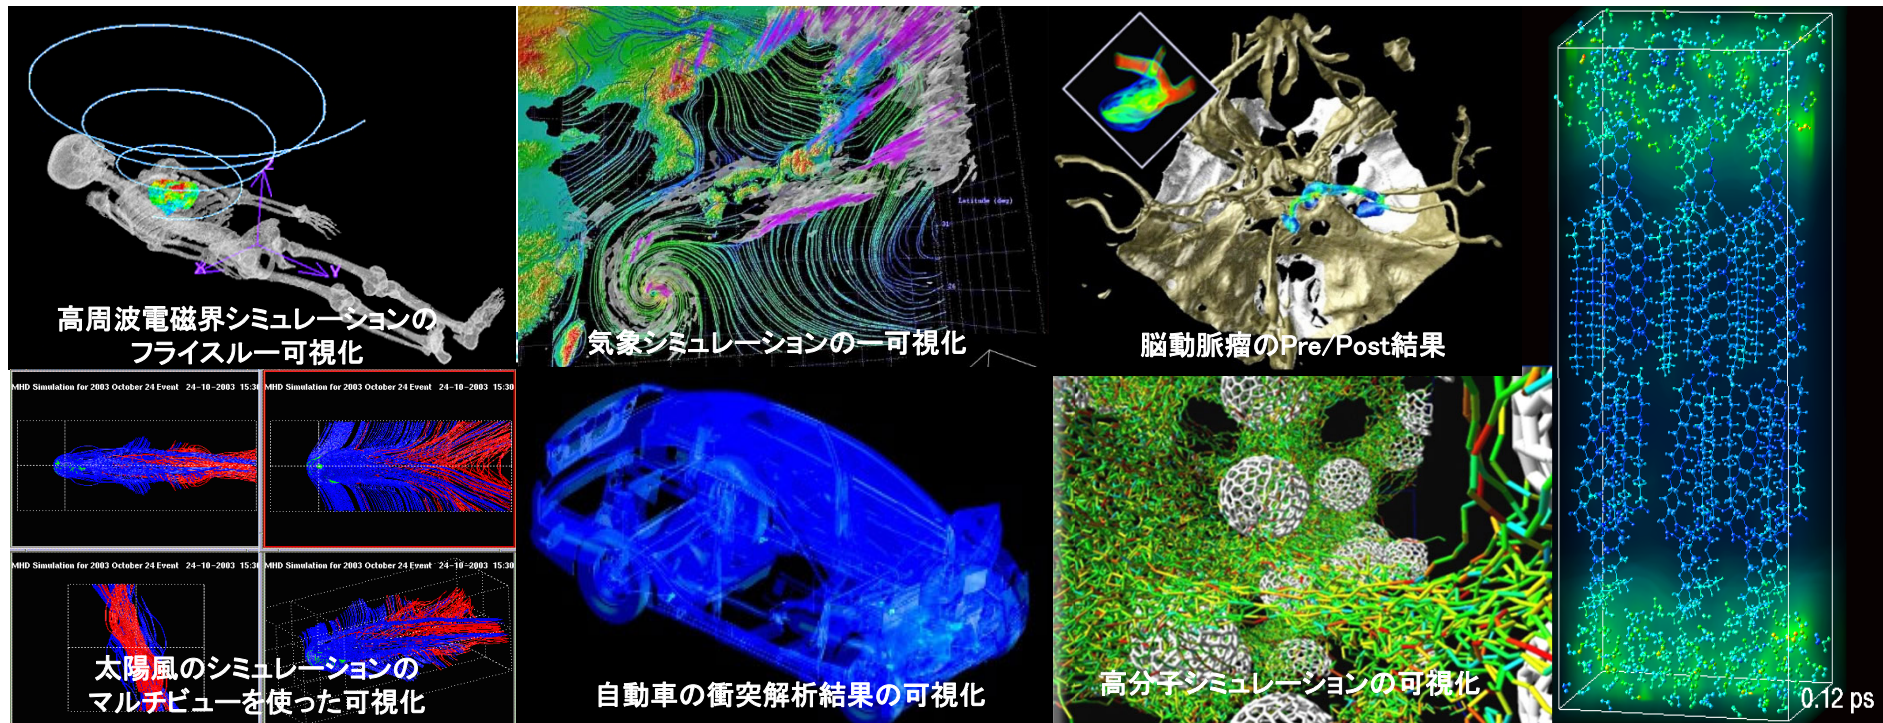 Z
X
Y
高周波電磁界シミュレーションの
フライスルー可視化
Latitude (deg)
31
26
気象シミュレーションの一可視化
脳動脈瘤のPre/Post結果
MHD Simulation for 2003 October 24 Event 24-10-2003 15:30
MHD Simulation for 2003 October 24 Event 24-10-2003 15:30
MHD Simulation for 2003 October 24 Event 24-10-2003 15:30
MHD Simulation for 2003 October 24 Event 24-10-2003 15:30
太陽風のシミュレーションの
マルチビューを使った可視化
自動車の衝突解析結果の可視化
高分子シミュレーションの可視化
0.12 ps